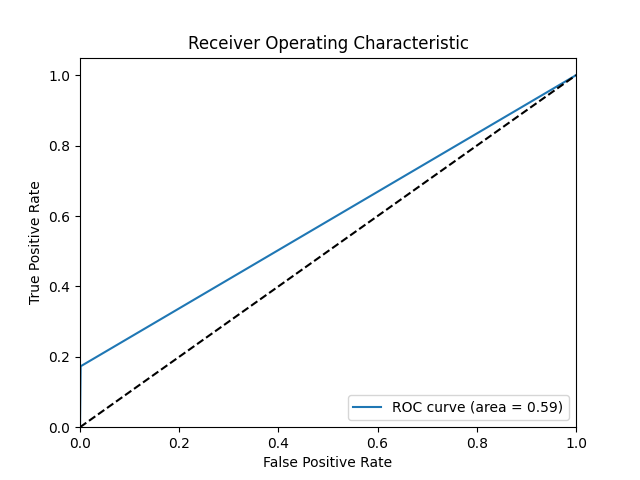 Receiver Operating Characteristic
1.0
0.8
0.6
0.4
0.2
0.0
True Positive Rate
ROC curve (area = 0.59)
0.0 0.2 0.4 0.6 0.8 1.0
False Positive Rate